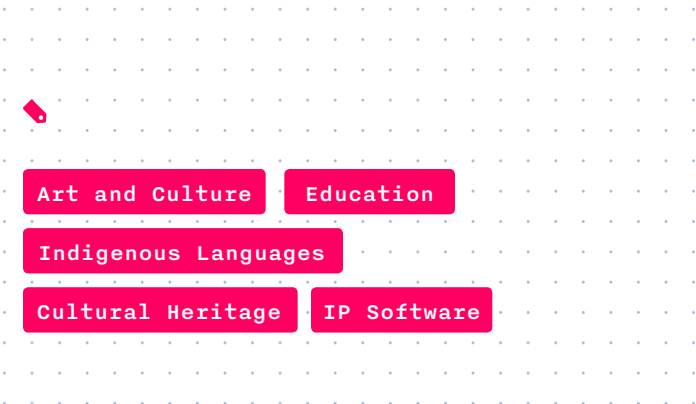 Art and Culture Education
Indigenous Languages
Cultural Heritage IP Software